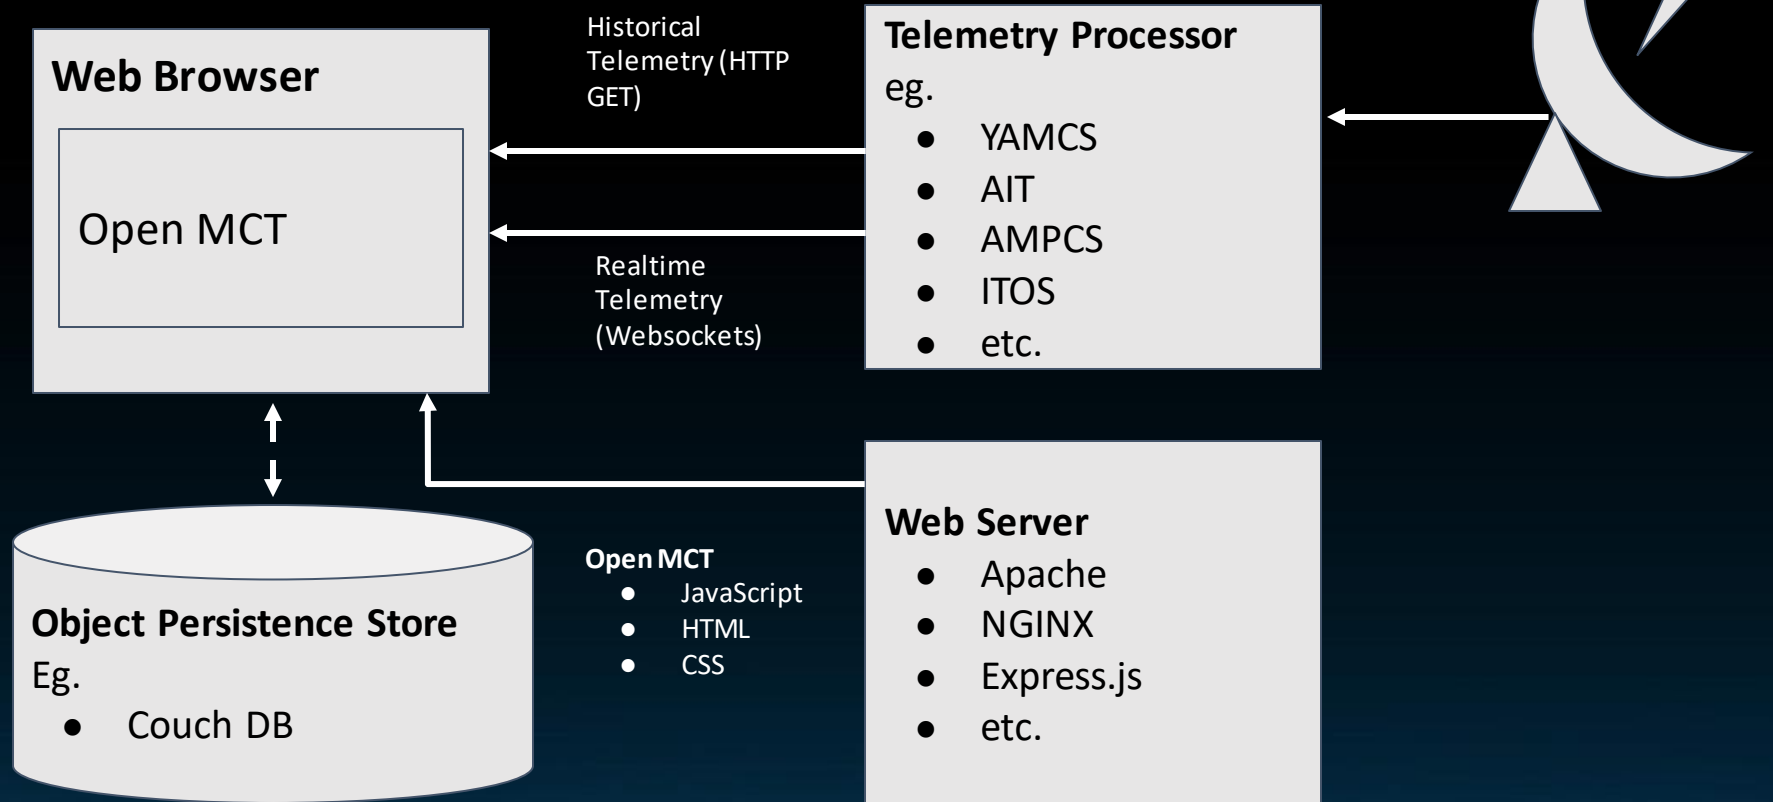 Web Browser
Open MCT
Historical
Telemetry (HTTP
GET)
Realtime
Telemetry
(Websockets)
Telemetry Processor
eg.
● YAMCS
● AIT
● AMPCS
● ITOS
● etc.
Object Persistence Store
Eg.
● Couch DB
Open MCT
● JavaScript
● HTML
● CSS
Web Server
● Apache
● NGINX
● Express.js
● etc.